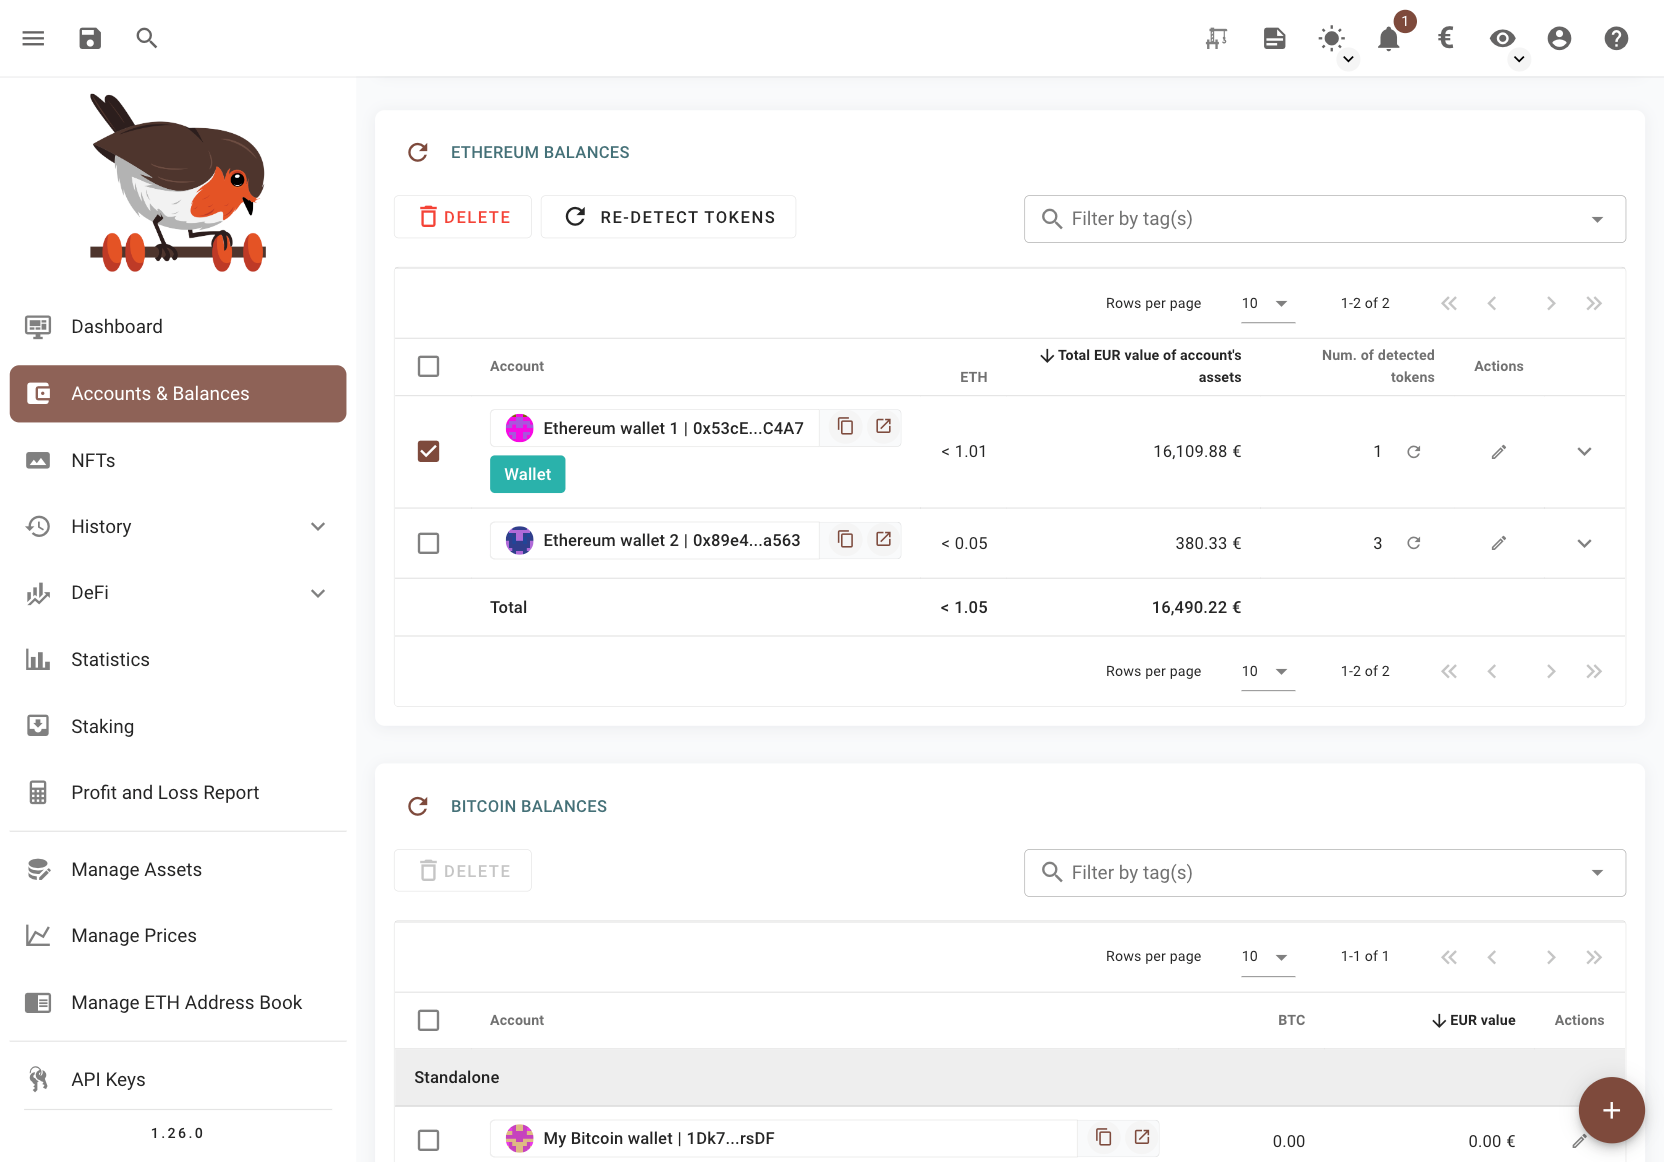 1
€
Dashboard
Accounts & Balances
NFTs
History
DeFi
Statistics
Staking
Profit and Loss Report
Manage Assets
Manage Prices
Manage ETH Address Book
API Keys
1.26.0
ETHEREUM BALANCES
DELETE
RE-DETECT TOKENS
Filter by tag(s)
Rows per page 10 1-2 of 2
Account ETH Total EUR value of account's assets Num. of detected tokens Actions
Ethereum wallet 1 | 0x53cE...C4A7 < 1.01 16,109.88 € 1
Wallet
Ethereum wallet 2 | 0x89e4...a563 < 0.05 380.33 € 3
Total < 1.05 16,490.22 €
Rows per page 10 1-2 of 2
BITCOIN BALANCES
DELETE
Filter by tag(s)
Rows per page 10 1-1 of 1
Account BTC EUR value Actions
Standalone
My Bitcoin wallet | 1Dk7...rsDF 0.00 0.00 €